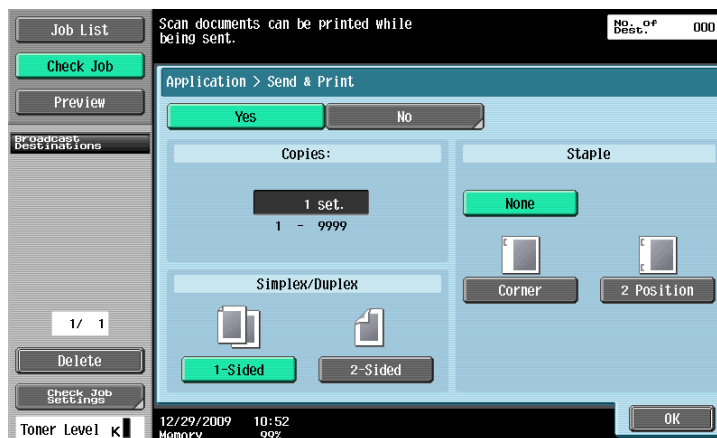 Job List
Check Job
Preview
Broadcast
Destinations
1/ 1
Delete
Check Job
Settings
Toner Level K
Scan documents can be printed while
being sent.
No. of
Dest. 000
Application > Send & Print
Yes No
Copies:
1 set.
1 - 9999
Simplex/Duplex
1-Sided 2-Sided
Staple
None
Corner 2 Position
12/29/2009 10:52
Memory 99%
OK